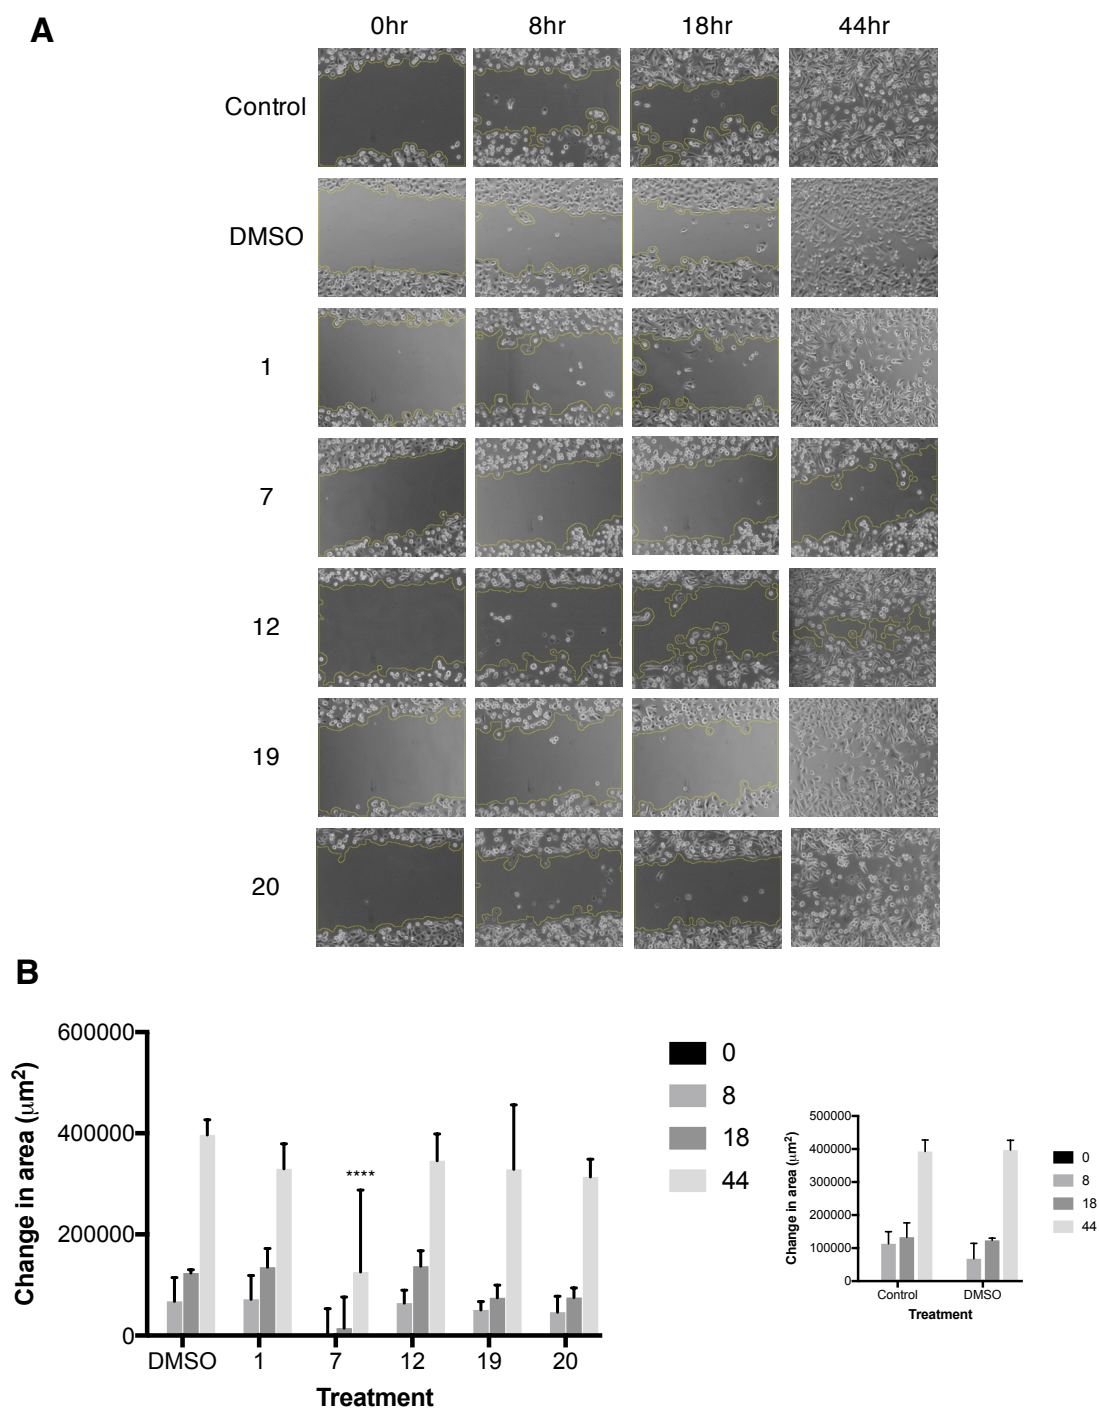 A
0hr 8hr 18hr 44hr
Control
DMSO
1
7
12
19
20
B
600000
400000
200000
0
Change in area (μm²)
****
DMSO 1 7 12 19 20
Treatment
0
8
18
44
500000
400000
300000
200000
100000
0
Change in area (μm²)
Control DMSO
Treatment
0
8
18
44